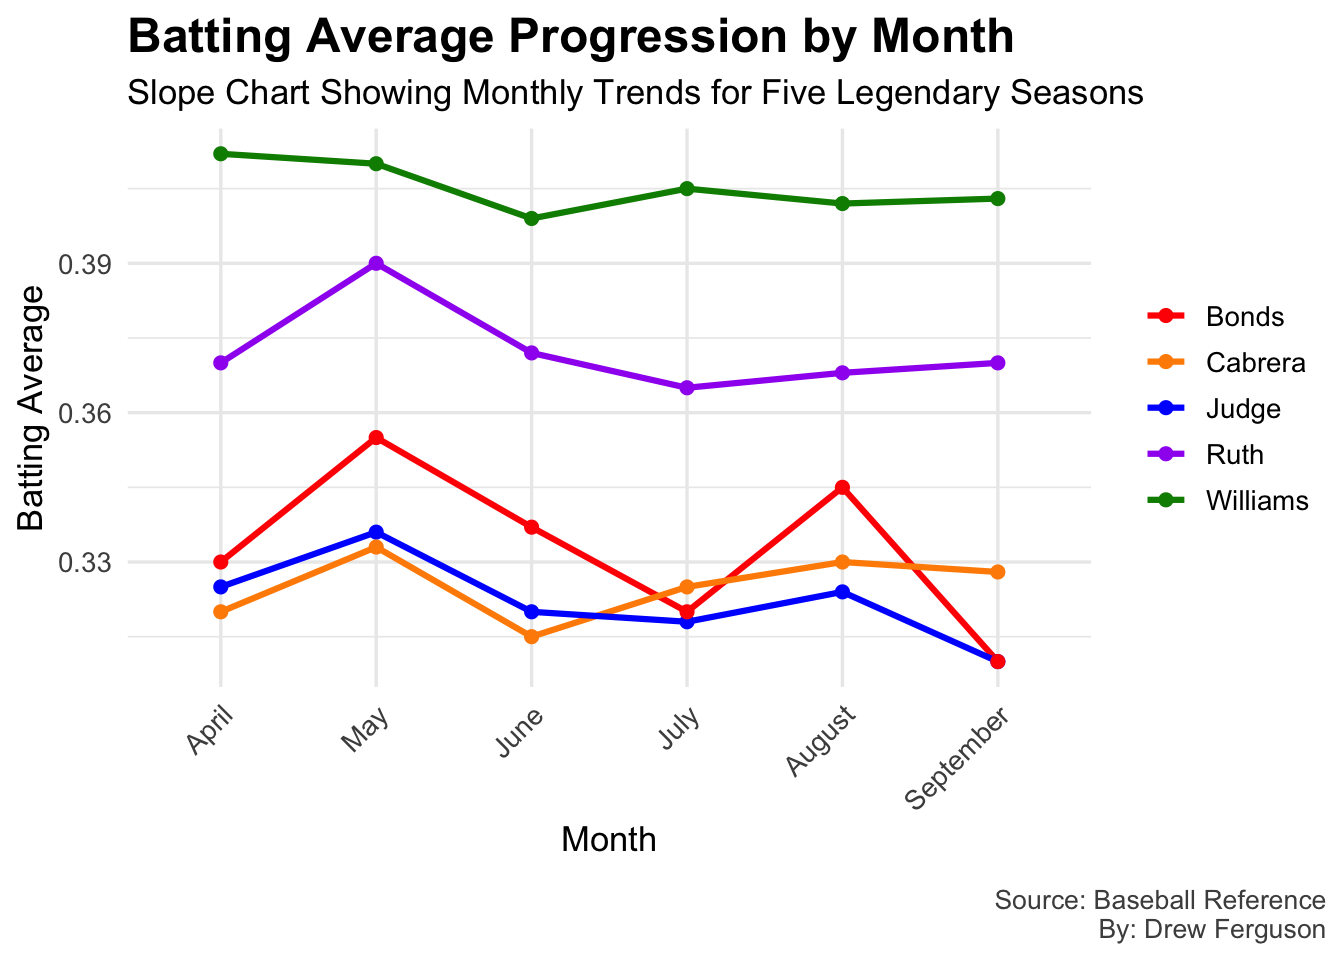 Batting Average Progression by Month
Slope Chart Showing Monthly Trends for Five Legendary Seasons
Batting Average
0.39
0.36
0.33
April
May
June
July
August
September
Month
Bonds
Cabrera
Judge
Ruth
Williams
Source: Baseball Reference
By: Drew Ferguson